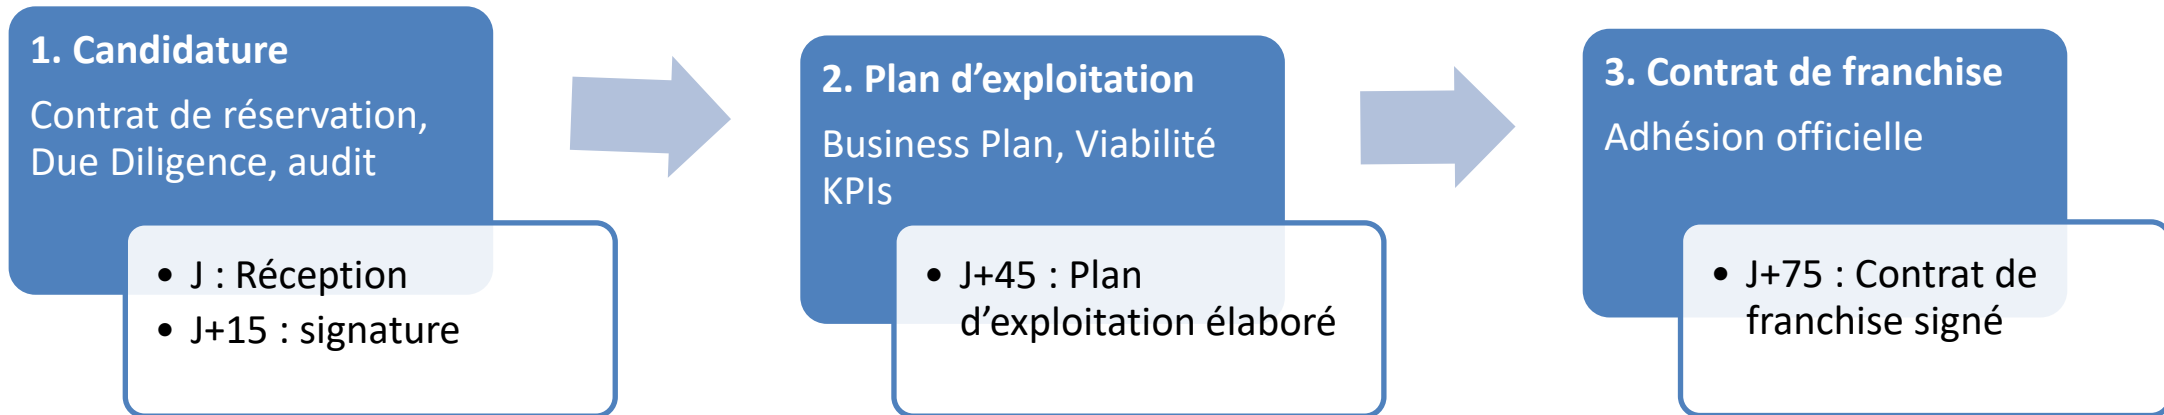 1. Candidature
Contrat de réservation,
Due Diligence, audit
• J : Réception
• J+15 : signature
2. Plan d’exploitation
Business Plan, Viabilité
KPIs
• J+45 : Plan
d’exploitation élaboré
3. Contrat de franchise
Adhésion officielle
• J+75 : Contrat de
franchise signé